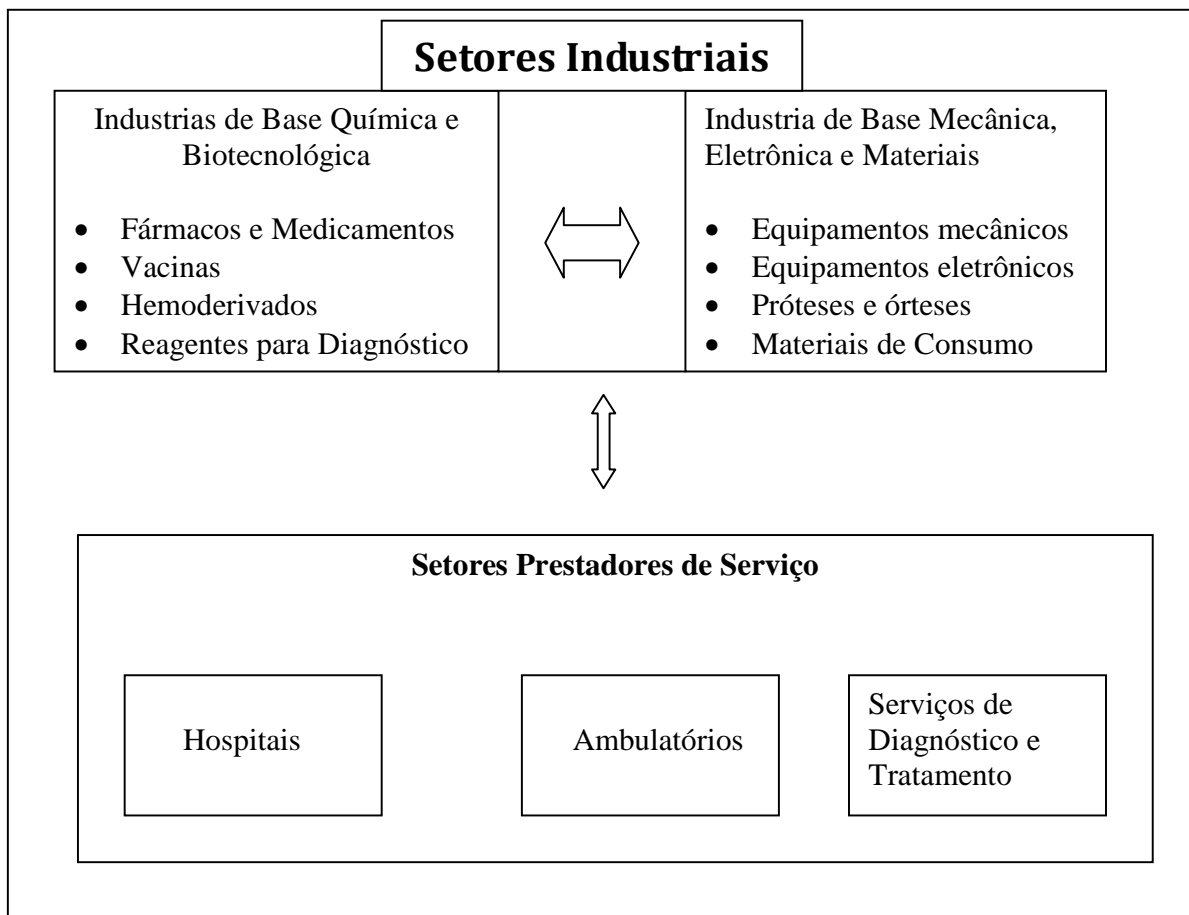 Setores Industriais
Industrias de Base Química e
Biotecnológica
• Fármacos e Medicamentos
• Vacinas
• Hemoderivados
• Reagentes para Diagnóstico
Industria de Base Mecânica,
Eletrônica e Materiais
• Equipamentos mecânicos
• Equipamentos eletrônicos
• Próteses e órteses
• Materiais de Consumo
Setores Prestadores de Serviço
Hospitais
Ambulatórios
Serviços de
Diagnóstico e
Tratamento